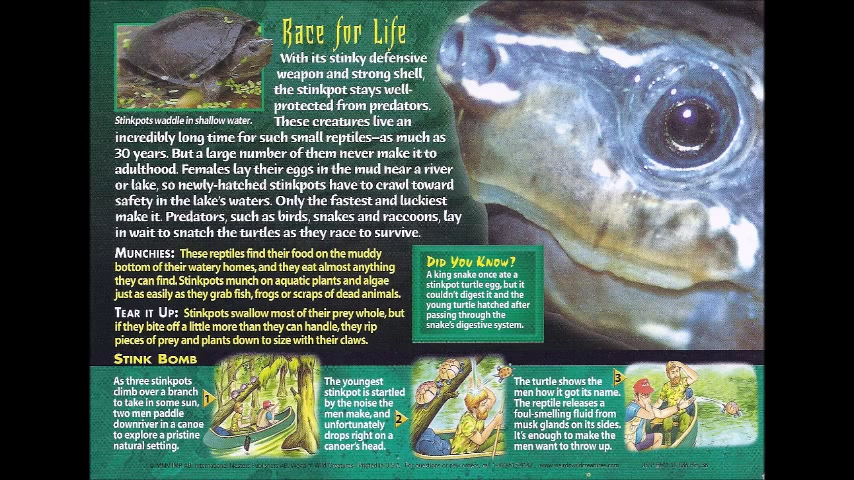 Race for Life
With its stinky defensive
weapon and strong shell,
the stinkpot stays well-
protected from predators.
These creatures live an
incredibly long time for such small reptiles–as much as
30 years. But a large number of them never make it to
adulthood. Females lay their eggs in the mud near a river
or lake, so newly-hatched stinkpots have to crawl toward
safety in the lake's waters. Only the fastest and luckiest
make it. Predators, such as birds, snakes and raccoons, lay
in wait to snatch the turtles as they race to survive.
Stinkpots waddle in shallow water.
MUNCHIES: These reptiles find their food on the muddy
bottom of their watery homes, and they eat almost anything
they can find. Stinkpots munch on aquatic plants and algae
just as easily as they grab fish, frogs or scraps of dead animals.
TEAR IT UP: Stinkpots swallow most of their prey whole, but
if they bite off a little more than they can handle, they rip
pieces of prey and plants down to size with their claws.
DID YOU KNOW?
A king snake once ate a
stinkpot turtle egg, but it
couldn't digest it and the
young turtle hatched after
passing through the
snake's digestive system.
STINK BOMB
As three stinkpots
climb over a branch
to take in some sun,
two men paddle
downriver in a canoe
to explore a pristine
natural setting.
1
The youngest
stinkpot is startled
by the noise the
men make, and
unfortunately
drops right on a
canoer's head.
2
The turtle shows the
men how it got its name.
The reptile releases a
foul-smelling fluid from
musk glands on its sides.
It's enough to make the
men want to throw up.
3